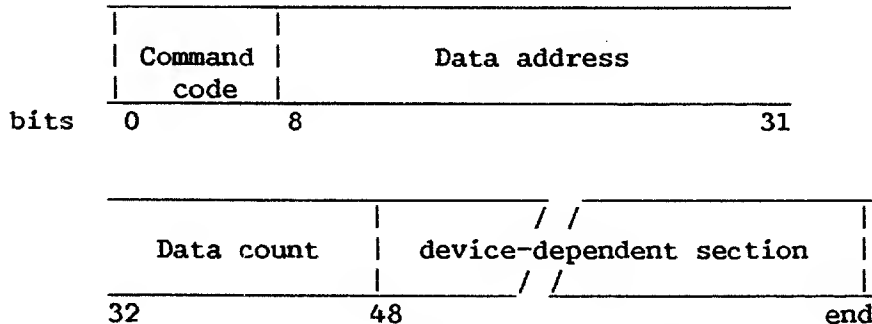 Command Data address
code
bits 0 8 31
Data count device-dependent section
32 48 end